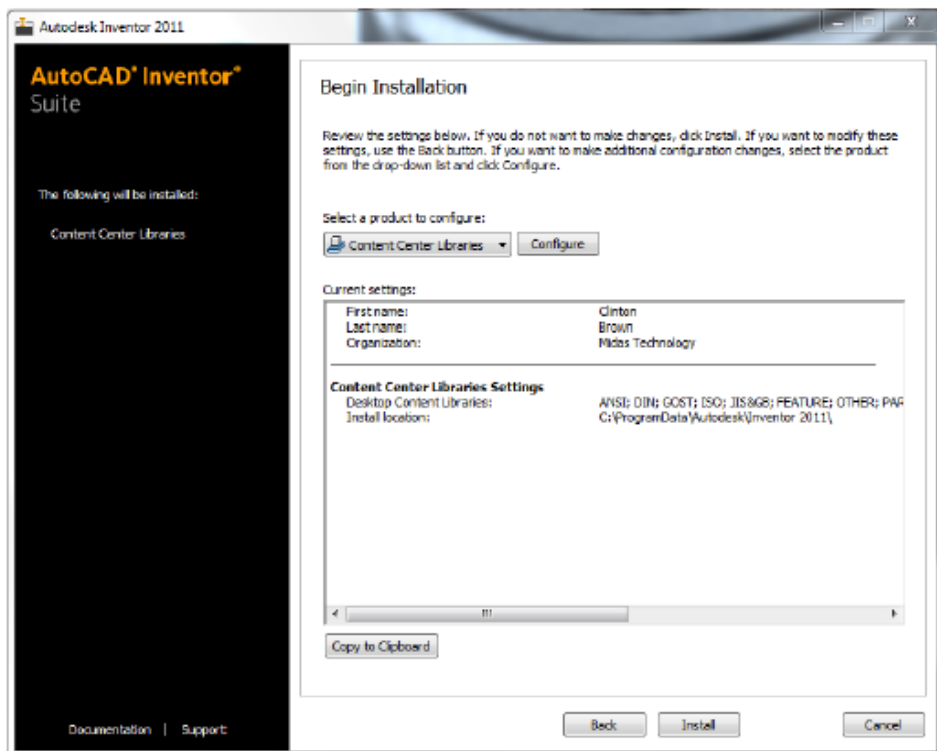 Autodesk Inventor 2011
AutoCAD® Inventor®
Suite
The following will be installed:
Content Center Libraries
Documentation | Support
Begin Installation
Review the settings below. If you do not want to make changes, click Install. If you want to modify these
settings, use the Back button. If you want to make additional configuration changes, select the product
from the drop-down list and click Configure.
Select a product to configure:
Content Center Libraries Configure
Current settings:
First name: Clinton
Last name: Brown
Organization: Midas Technology
Content Center Libraries Settings
Desktop Content Libraries: ANSI; DIN; GOST; ISO; JIS&GB; FEATURE; OTHER; PAR
Install location: C:\ProgramData\Autodesk\Inventor 2011\
Copy to Clipboard
Back Install Cancel